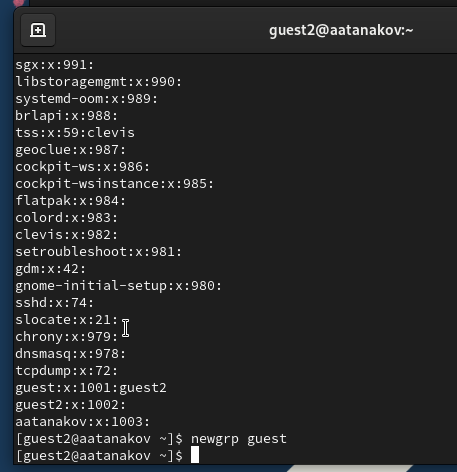 guest2@aatanakov:~
sgx:x:991:
libstoragemgmt:x:990:
systemd-oom:x:989:
brlapi:x:988:
tss:x:59:clevis
geoclue:x:987:
cockpit-ws:x:986:
cockpit-wsinstance:x:985:
flatpak:x:984:
colord:x:983:
clevis:x:982:
setroubleshoot:x:981:
gdm:x:42:
gnome-initial-setup:x:980:
sshd:x:74:
slocate:x:21:
chrony:x:979:
dnsmasq:x:978:
tcpdump:x:72:
guest:x:1001:guest2
guest2:x:1002:
aatanakov:x:1003:
[guest2@aatanakov ~]$ newgrp guest
[guest2@aatanakov ~]$